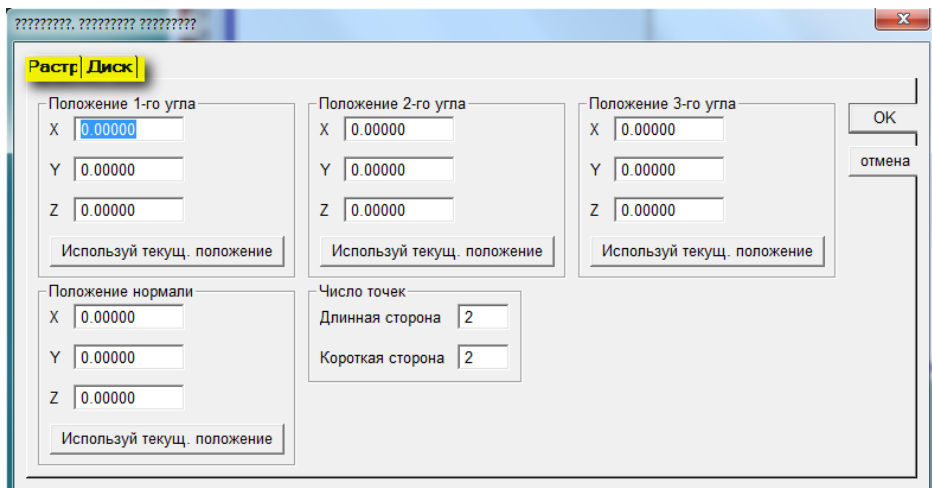 ?????????. ????????? ?????????
Растр Диск
Положение 1-го угла Положение 2-го угла Положение 3-го угла
X 0.00000 X 0.00000 X 0.00000 OK
Y 0.00000 Y 0.00000 Y 0.00000 отмена
Z 0.00000 Z 0.00000 Z 0.00000
Используй текущ. положение Используй текущ. положение Используй текущ. положение
Положение нормали Число точек
X 0.00000 Длинная сторона 2
Y 0.00000 Короткая сторона 2
Z 0.00000
Используй текущ. положение